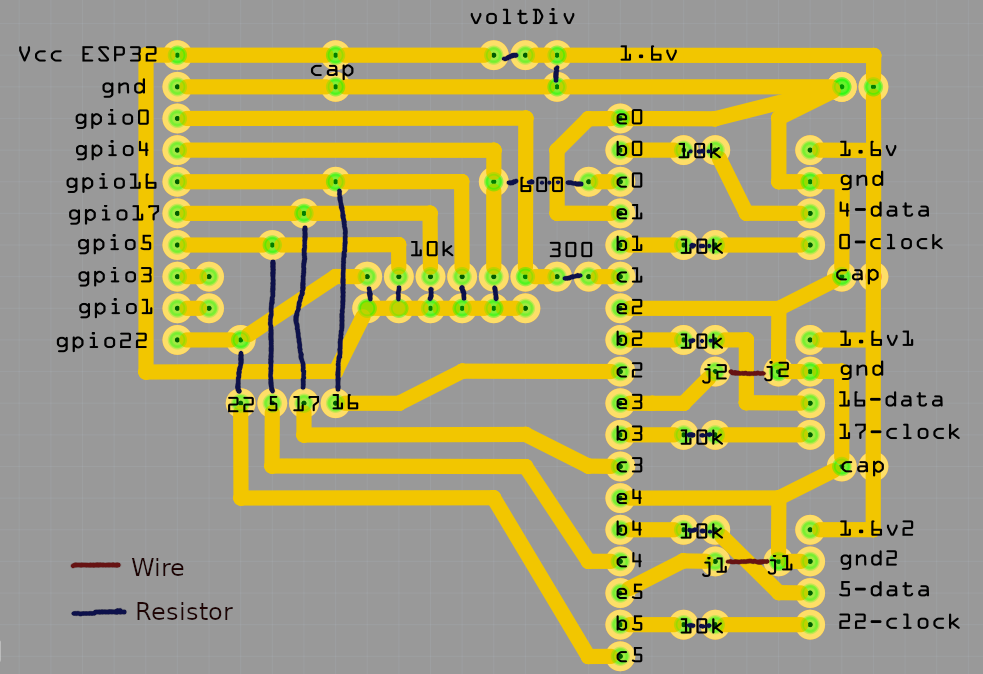 voltDiv
Vcc ESP32
1.6v
cap
gnd
gpio0
e0
gpio4
b0
10k
1.6v
gpio16
600
c0
gnd
gpio17
e1
4-data
gpio5
10k
300
b1
10k
0-clock
gpio3
c1
cap
gpio1
e2
gpio22
b2
10k
1.6v1
c2
j2
j2
gnd
22
5
17
16
e3
16-data
b3
10k
17-clock
c3
cap
e4
b4
10k
1.6v2
Wire
c4
j1
j1
gnd2
e5
5-data
Resistor
b5
10k
22-clock
c5